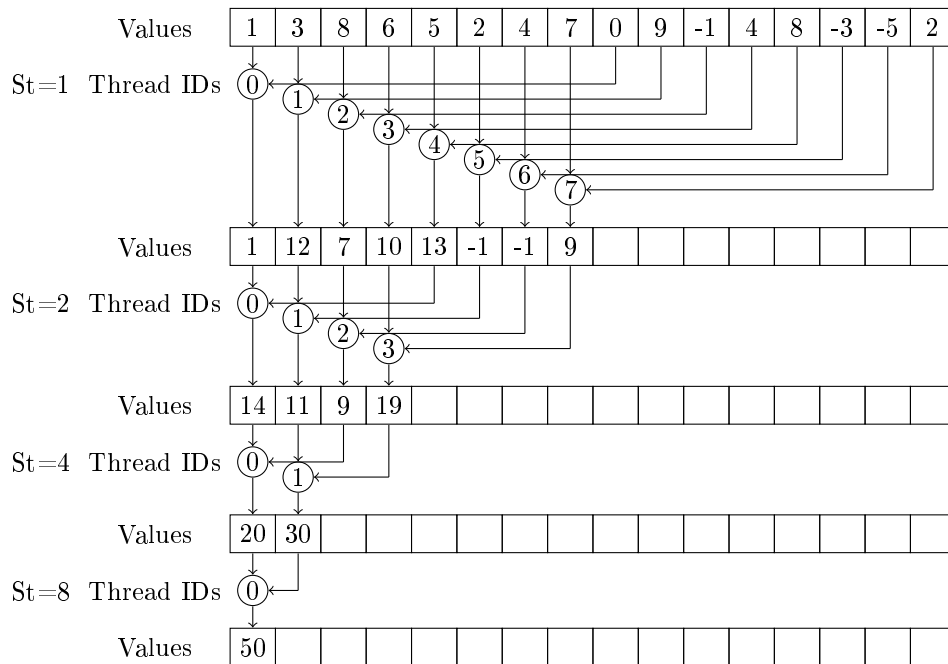 Values 1 3 8 6 5 2 4 7 0 9 -1 4 8 -3 -5 2
St=1 Thread IDs 0 1 2 3 4 5 6 7
Values 1 12 7 10 13 -1 -1 9
St=2 Thread IDs 0 1 2 3
Values 14 11 9 19
St=4 Thread IDs 0 1
Values 20 30
St=8 Thread IDs 0
Values 50